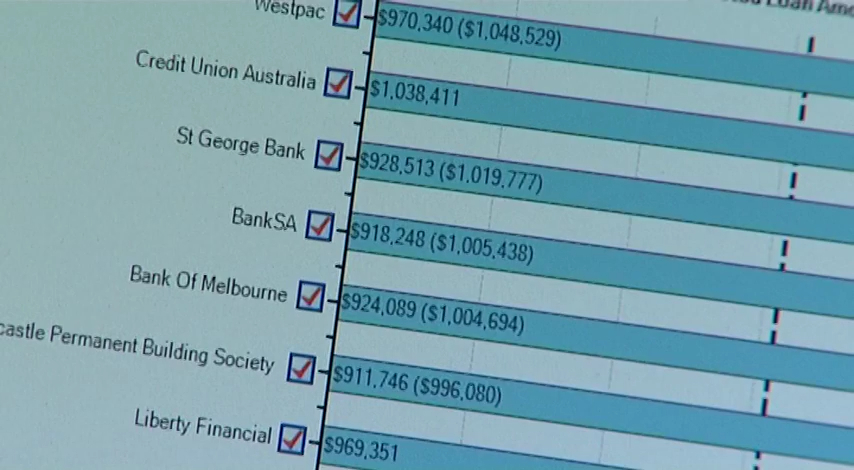 Loan Amo
Westpac $970,340 ($1,048,529)
Credit Union Australia $1,038,411
St George Bank $928,513 ($1,019,777)
BankSA $918,248 ($1,005,438)
Bank Of Melbourne $924,089 ($1,004,694)
castle Permanent Building Society $911,746 ($996,080)
Liberty Financial $969,351